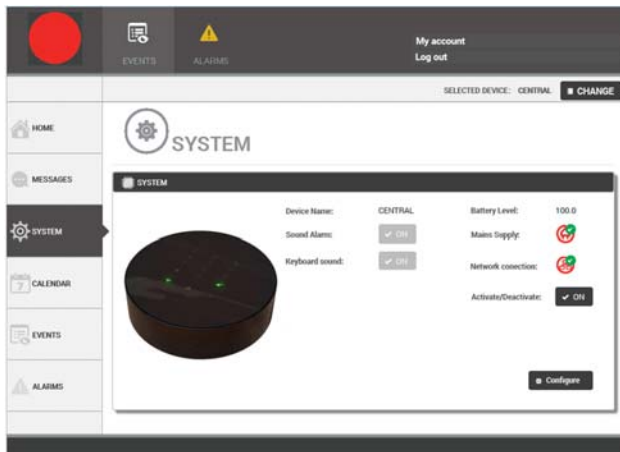 EVENTS
ALARMS
My account
Log out
SELECTED DEVICE: CENTRAL
CHANGE
HOME
MESSAGES
SYSTEM
CALENDAR
7
EVENTS
ALARMS
SYSTEM
SYSTEM
Device Name: CENTRAL
Sound Alarm: ON
Keyboard sound: ON
Battery Level: 100.0
Mains Supply:
Network conection:
Activate/Deactivate: ON
Configure